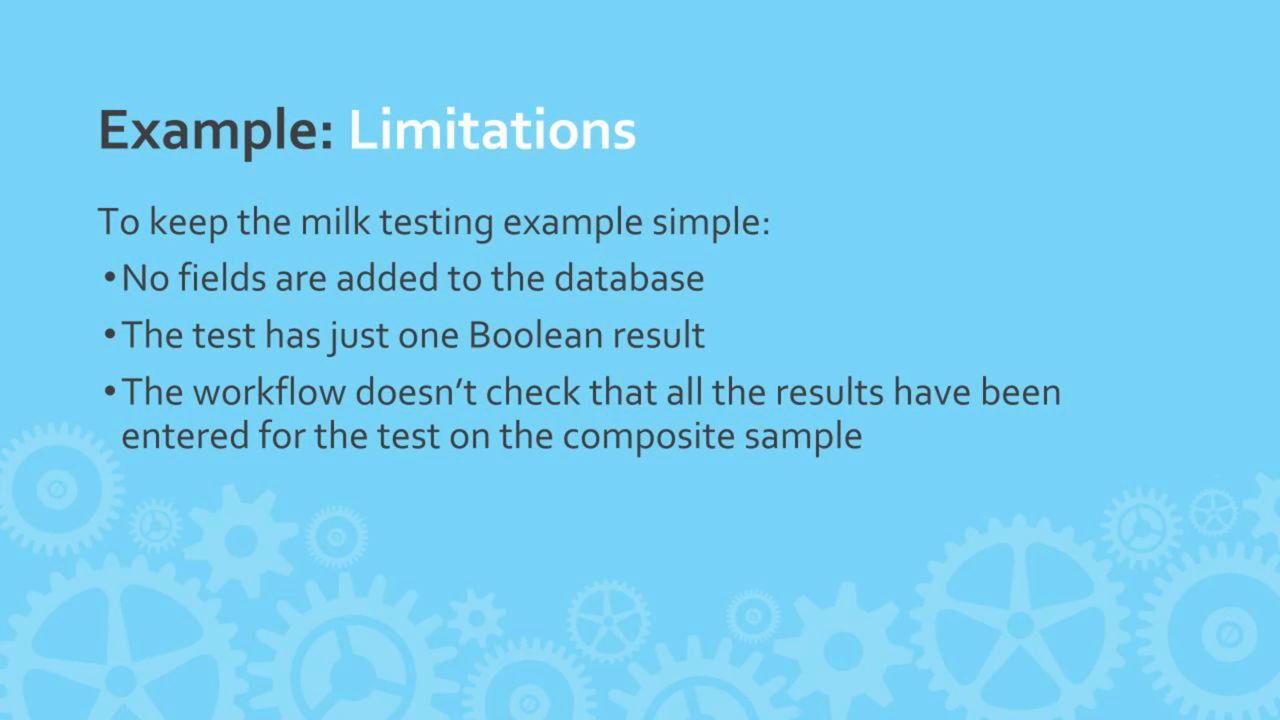 Example: Limitations
To keep the milk testing example simple:
•No fields are added to the database
•The test has just one Boolean result
•The workflow doesn’t check that all the results have been
entered for the test on the composite sample